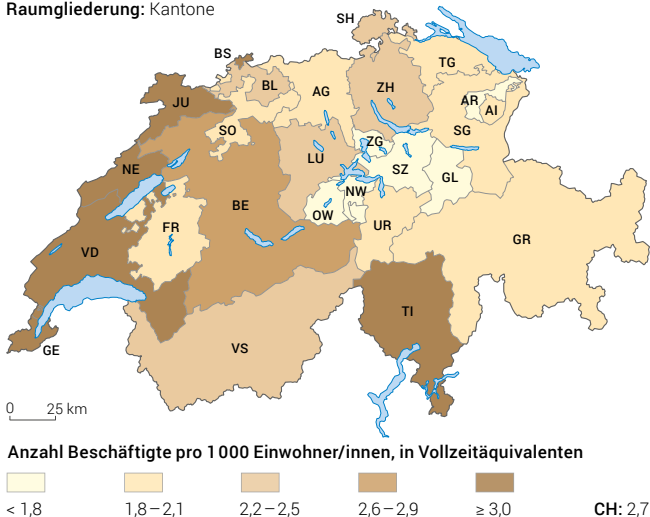 Raumgliederung: Kantone
SH
BS
TG
BL
AG
ZH
JU
AR
AI
SO
SG
ZG
LU
SZ
NE
GL
NW
BE
OW
FR
UR
GR
VD
TI
VS
GE
0 25 km
Anzahl Beschäftigte pro 1 000 Einwohner/innen, in Vollzeitäquivalenten
< 1,8 1,8 – 2,1 2,2 – 2,5 2,6 – 2,9 ≥ 3,0 CH: 2,7